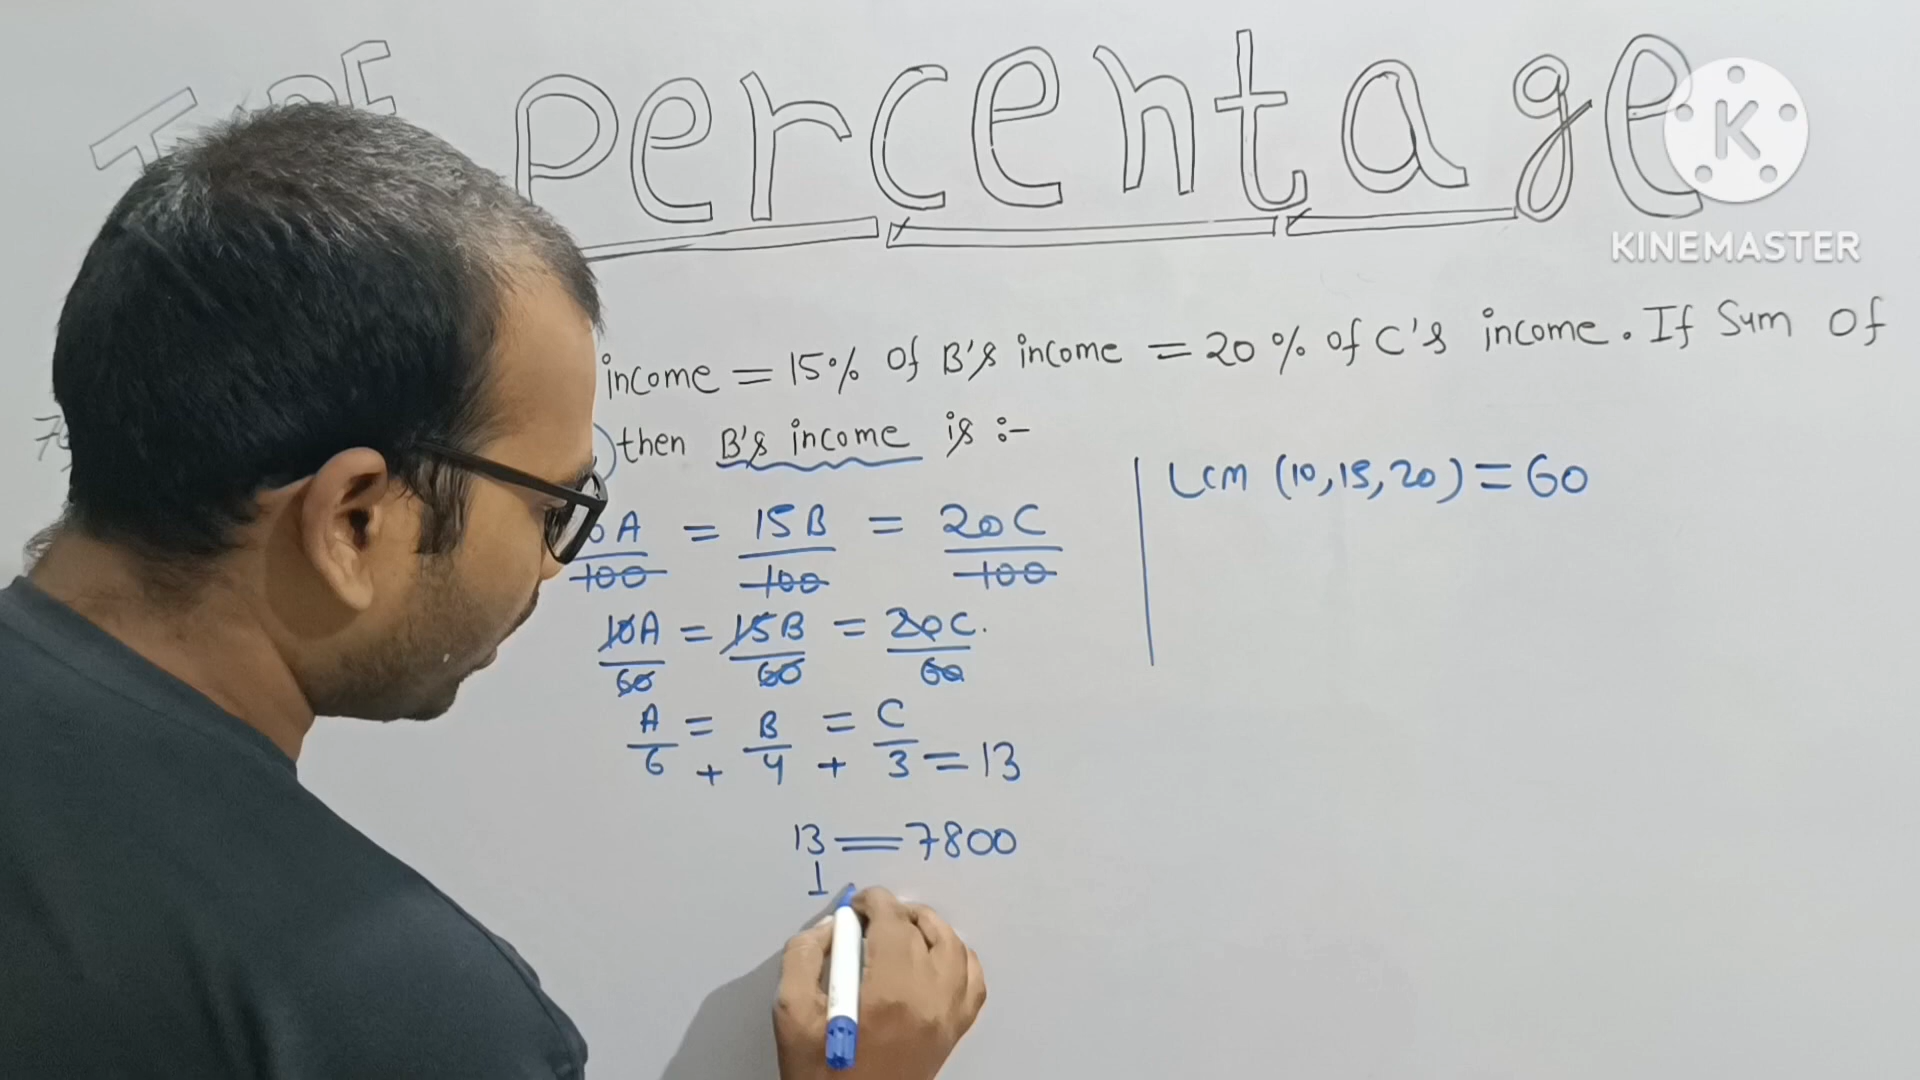 percentage
KINEMASTER
income = 15% of B's income = 20% of C's income. If Sum of
then B's income is :-
LCM (10, 15, 20) = 60
A = 15B = 20C
100 100 100
10A = 15B = 20C.
60 60 60
A = B = C
6 + 4 + 3 = 13
13 = 7800
1